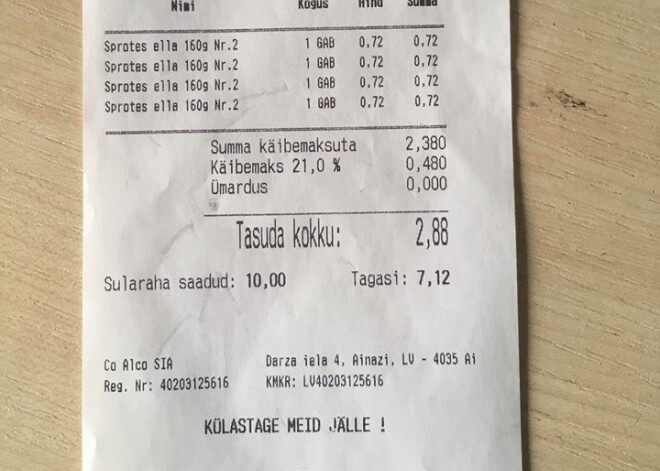 Nimi Kogus Hind Summa
Sprotes ella 160g Nr.2 1 GAB 0,72 0,72
Sprotes ella 160g Nr.2 1 GAB 0,72 0,72
Sprotes ella 160g Nr.2 1 GAB 0,72 0,72
Sprotes ella 160g Nr.2 1 GAB 0,72 0,72
Summa käibemaksuta 2,380
Käibemaks 21,0 % 0,480
Ümardus 0,000
Tasuda kokku: 2,88
Sularaha saadud: 10,00 Tagasi: 7,12
Co Alco SIA Darza iela 4, Ainazi, LV - 4035 Ai
Reg. Nr: 40203125616 KMKR: LV40203125616
KÜLASTAGE MEID JÄLLE !